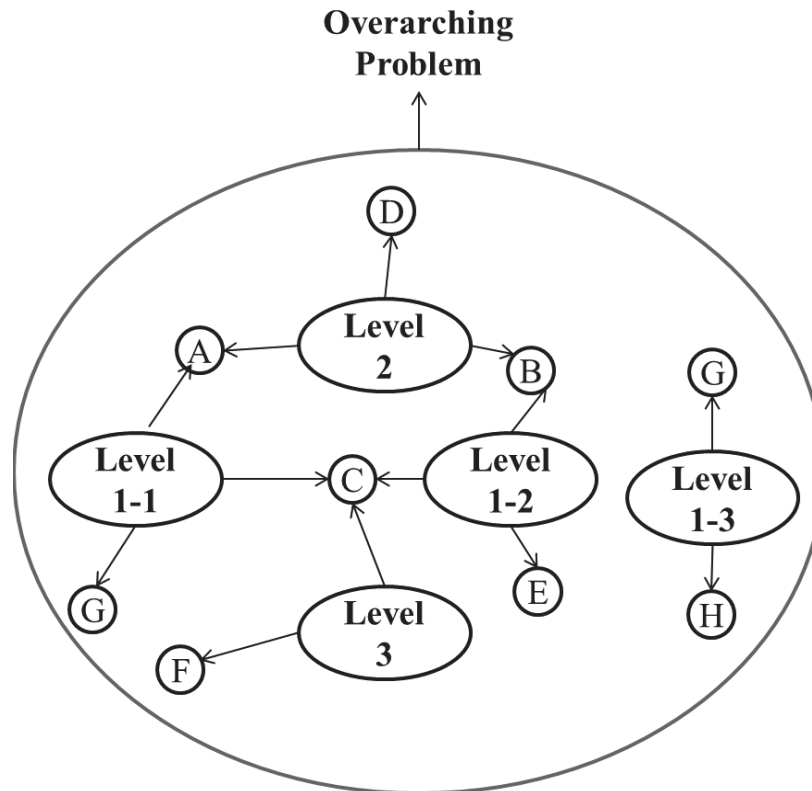 Overarching
Problem
D
Level
2
A
B
G
Level
1-1
C
Level
1-2
Level
1-3
G
E
H
Level
3
F